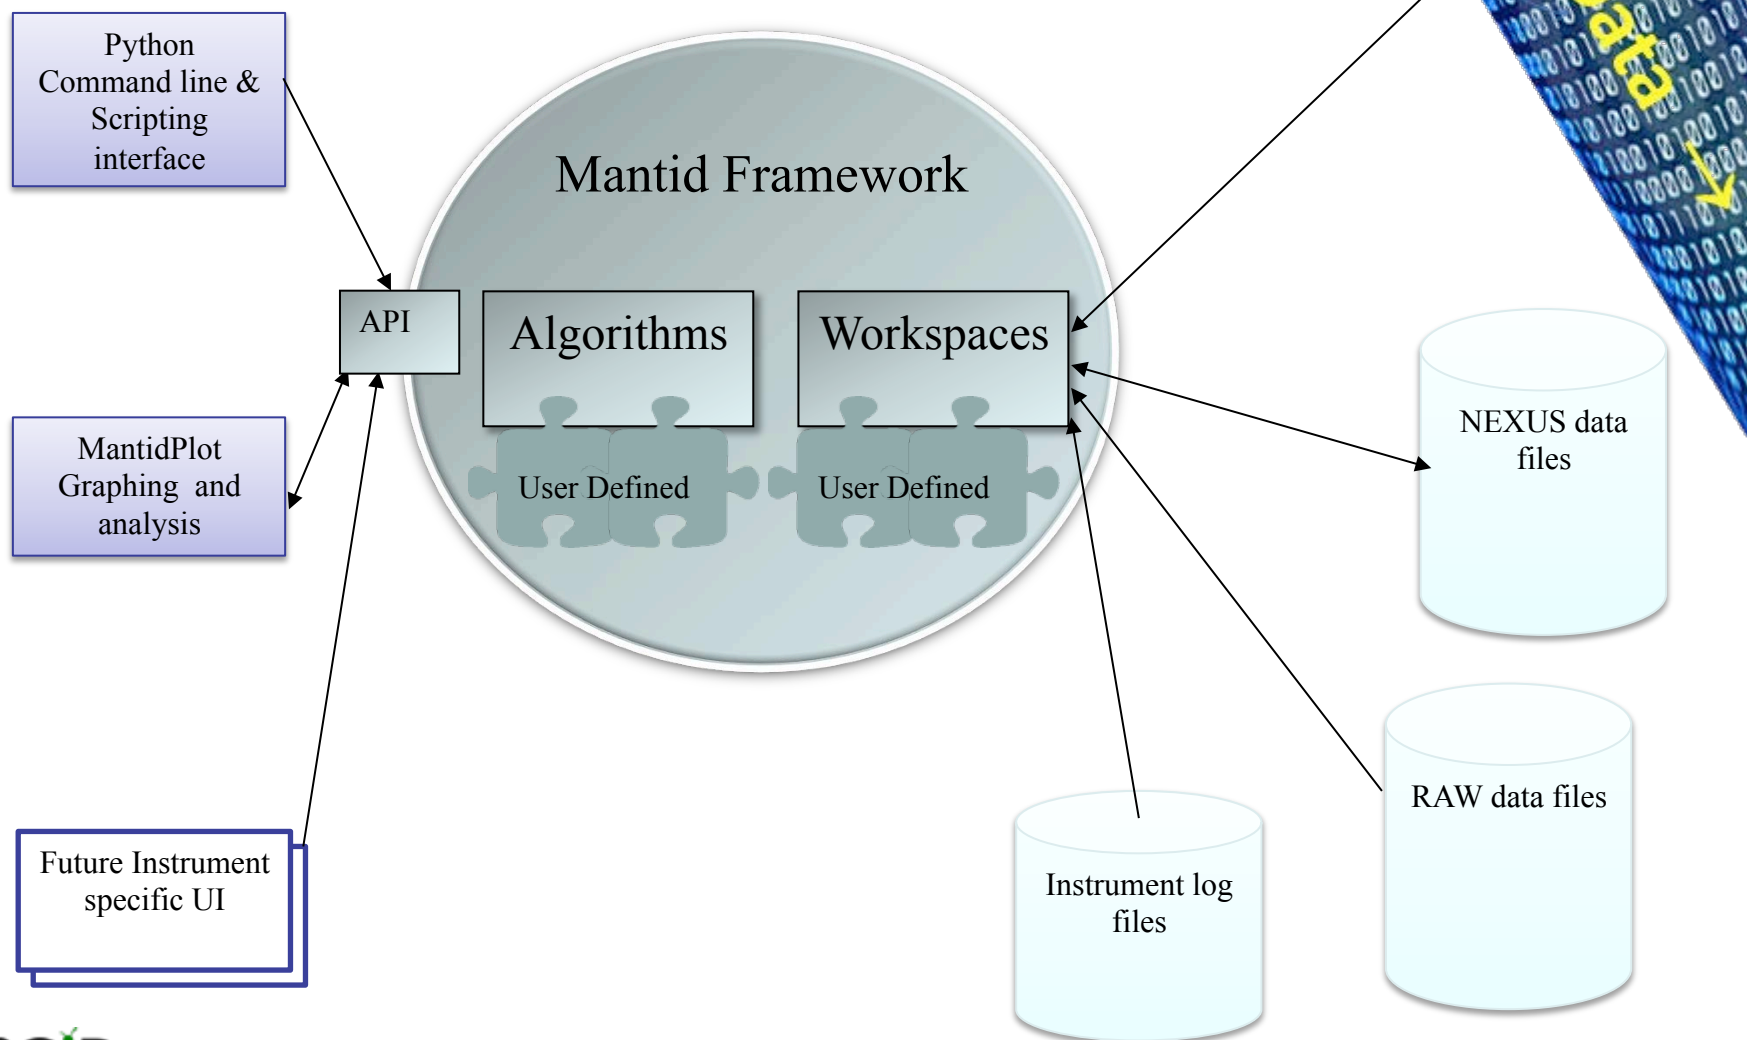 Python
Command line &
Scripting
interface
Mantid Framework
API
Algorithms
Workspaces
User Defined
User Defined
MantidPlot
Graphing and
analysis
NEXUS data
files
RAW data files
Future Instrument
specific UI
Instrument log
files